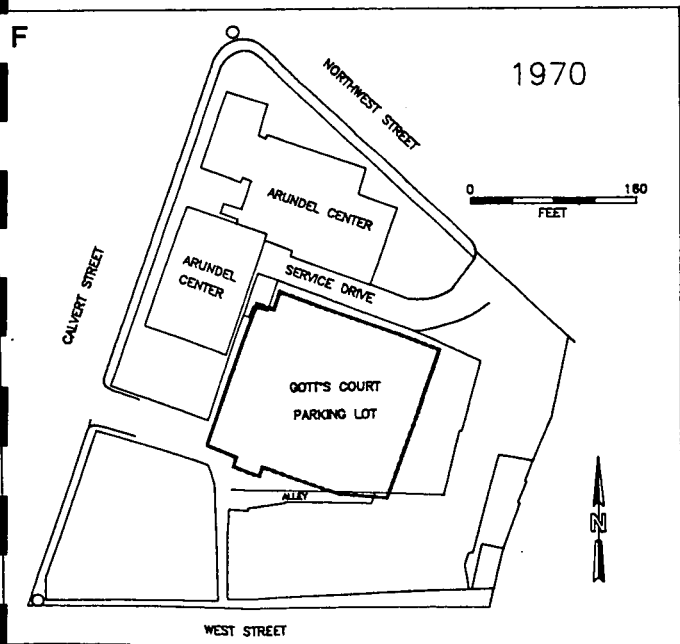 F
1970
NORTHWEST STREET
0 160
FEET
ARUNDEL CENTER
ARUNDEL
CENTER
SERVICE DRIVE
CALVERT STREET
GOTT'S COURT
PARKING LOT
ALLEY
N
WEST STREET